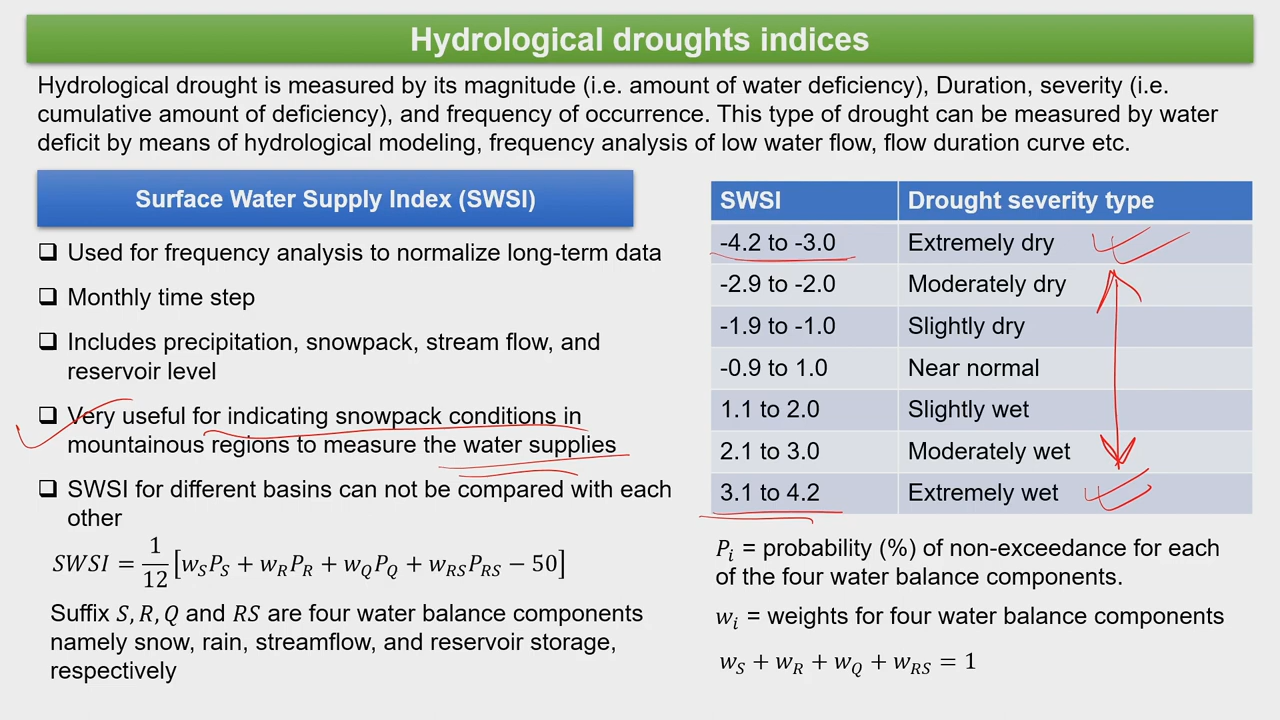 Hydrological droughts indices
Hydrological drought is measured by its magnitude (i.e. amount of water deficiency), Duration, severity (i.e.
cumulative amount of deficiency), and frequency of occurrence. This type of drought can be measured by water
deficit by means of hydrological modeling, frequency analysis of low water flow, flow duration curve etc.
Surface Water Supply Index (SWSI)
❑ Used for frequency analysis to normalize long-term data
❑ Monthly time step
❑ Includes precipitation, snowpack, stream flow, and
reservoir level
❑ Very useful for indicating snowpack conditions in
mountainous regions to measure the water supplies
❑ SWSI for different basins can not be compared with each
other
SWSI = 1/12 [w_S P_S + w_R P_R + w_Q P_Q + w_RS P_RS − 50]
Suffix S, R, Q and RS are four water balance components
namely snow, rain, streamflow, and reservoir storage,
respectively
SWSI Drought severity type
-4.2 to -3.0 Extremely dry
-2.9 to -2.0 Moderately dry
-1.9 to -1.0 Slightly dry
-0.9 to 1.0 Near normal
1.1 to 2.0 Slightly wet
2.1 to 3.0 Moderately wet
3.1 to 4.2 Extremely wet
P_i = probability (%) of non-exceedance for each
of the four water balance components.
w_i = weights for four water balance components
w_S + w_R + w_Q + w_RS = 1